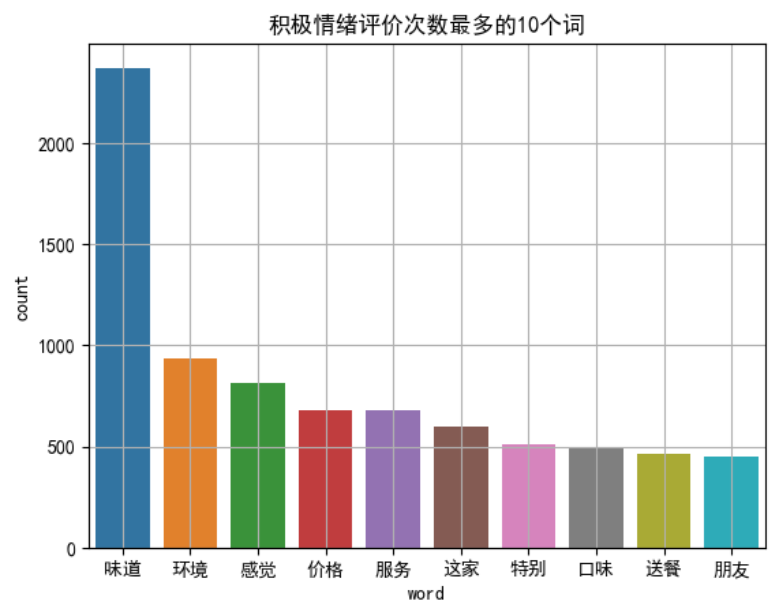 积极情绪评价次数最多的10个词
count
2000
1500
1000
500
0
味道 环境 感觉 价格 服务 这家 特别 口味 送餐 朋友
word